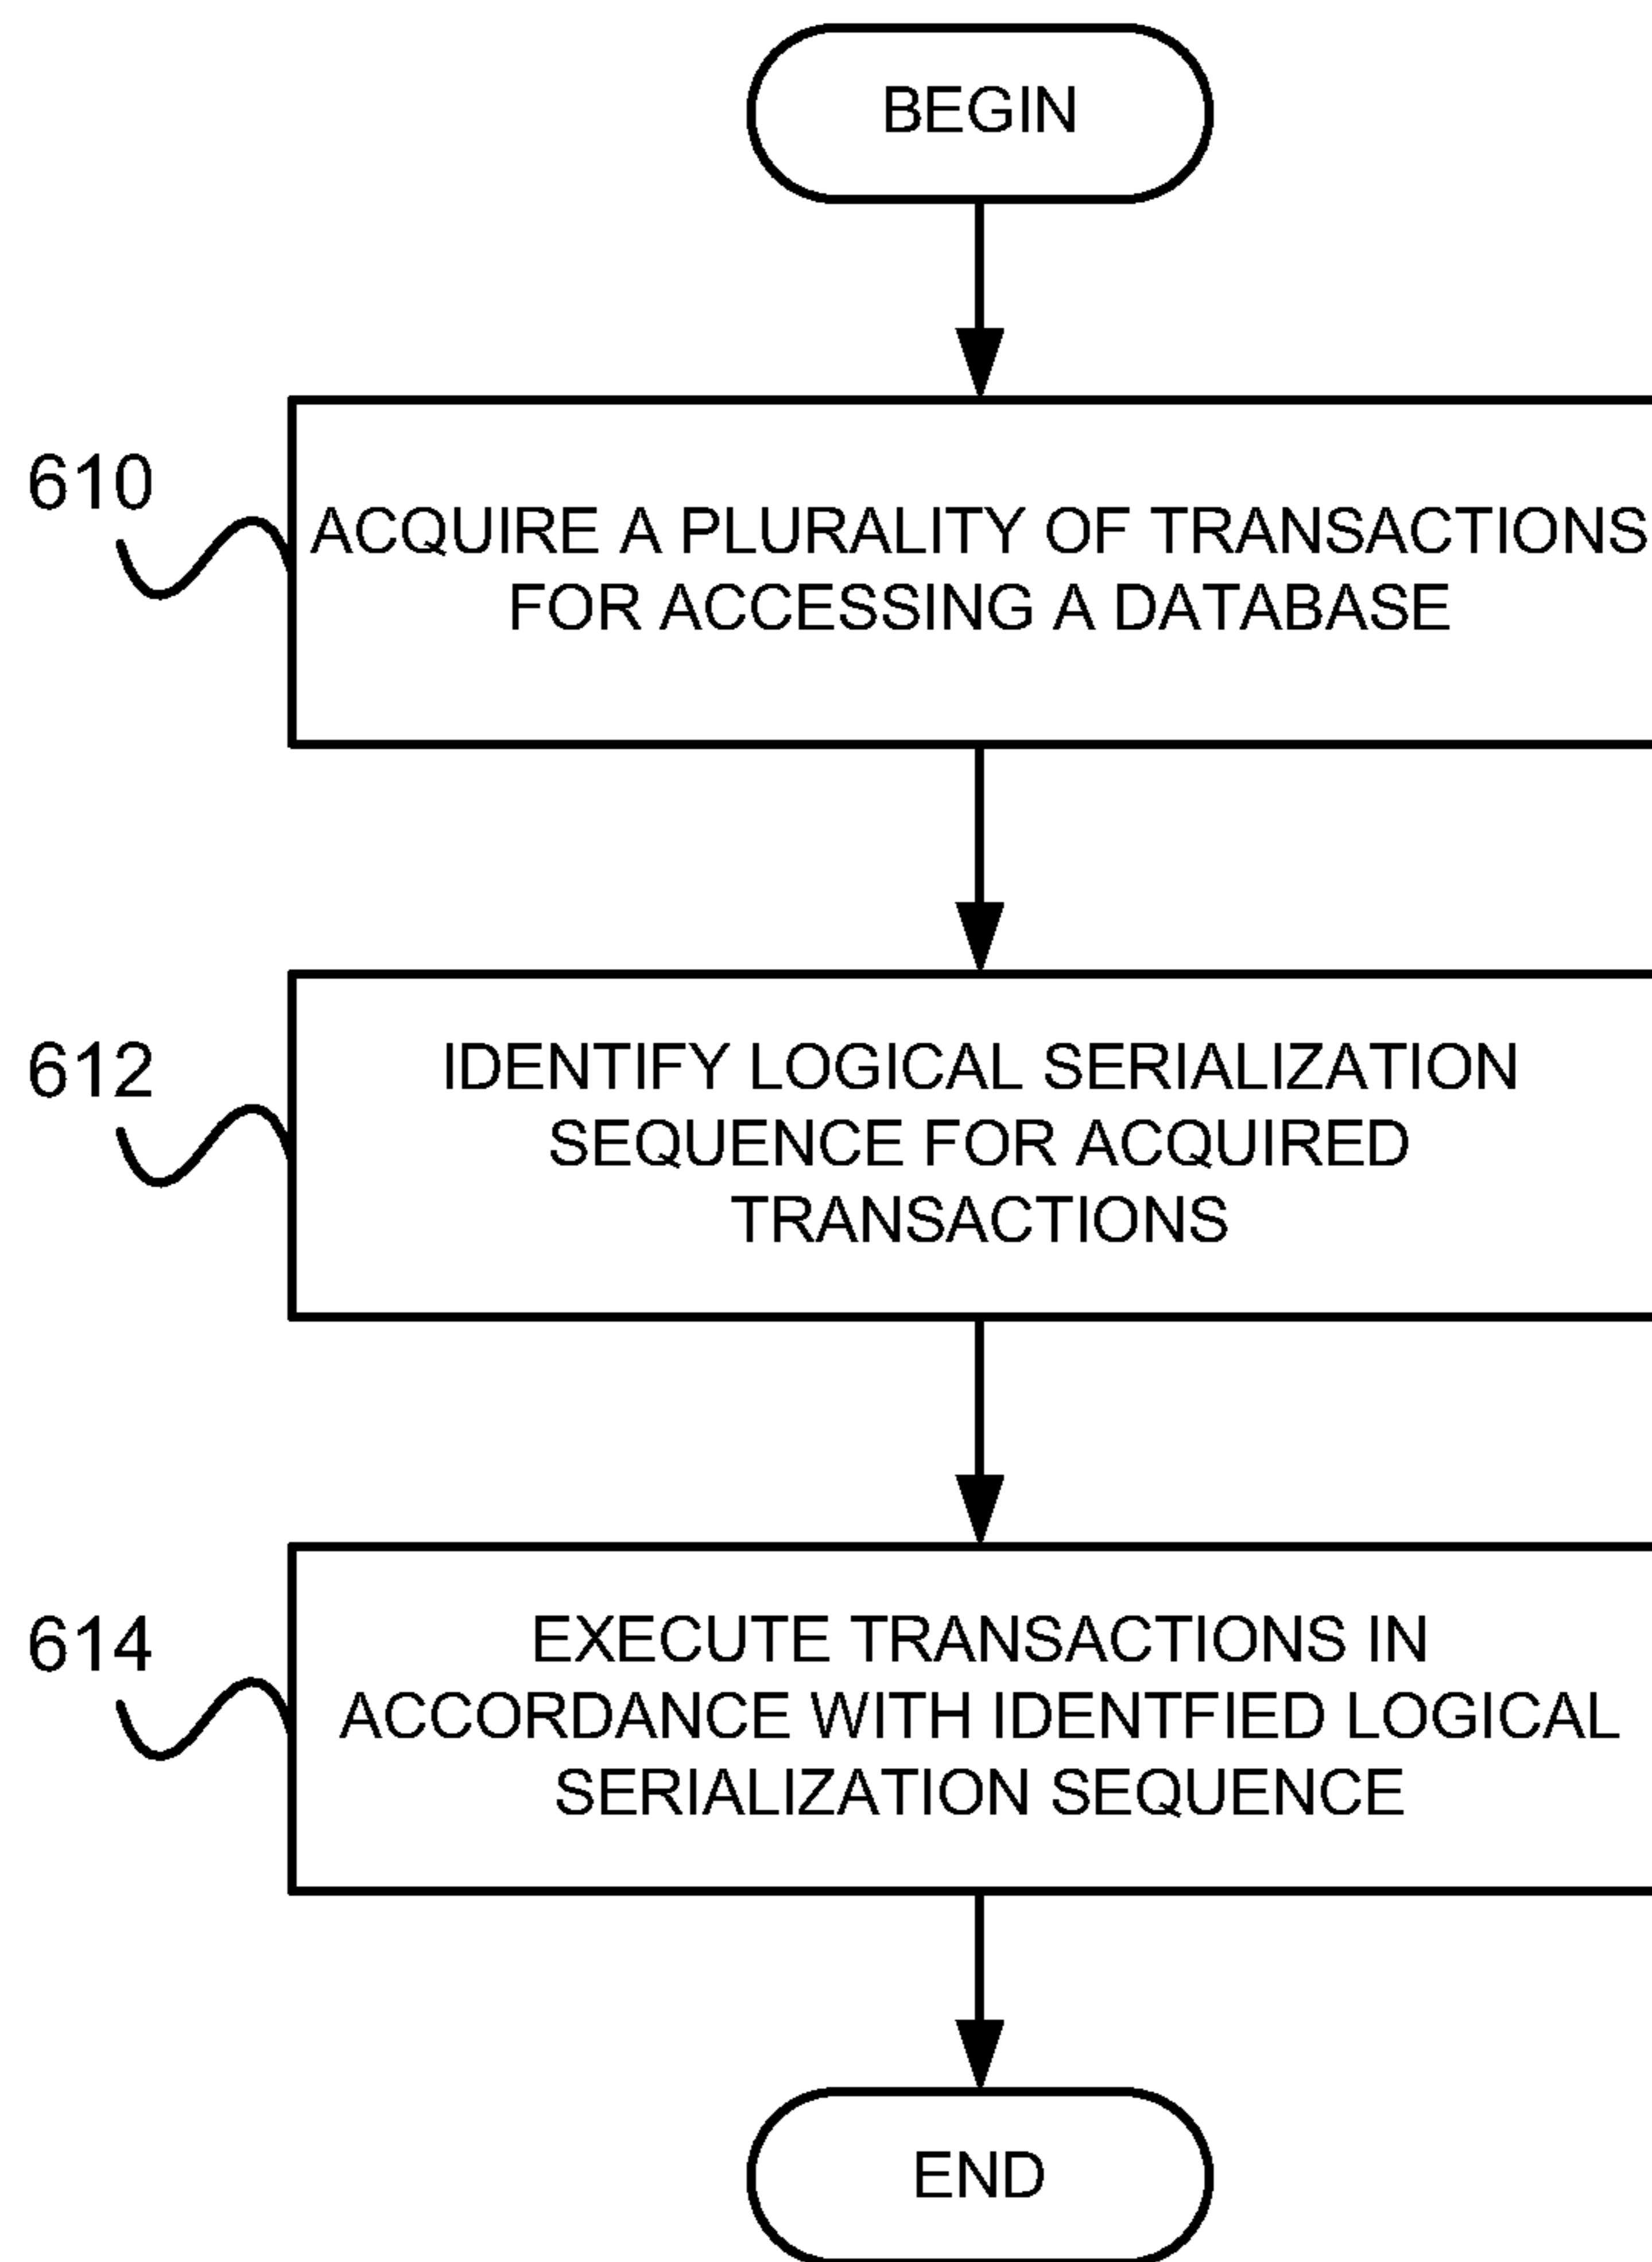 BEGIN
610
ACQUIRE A PLURALITY OF TRANSACTIONS
FOR ACCESSING A DATABASE
612
IDENTIFY LOGICAL SERIALIZATION
SEQUENCE FOR ACQUIRED
TRANSACTIONS
614
EXECUTE TRANSACTIONS IN
ACCORDANCE WITH IDENTFIED LOGICAL
SERIALIZATION SEQUENCE
END